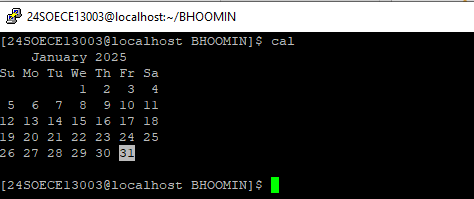 24SOECE13003@localhost:~/BHOOMIN
[24SOECE13003@localhost BHOOMIN]$ cal
    January 2025
Su Mo Tu We Th Fr Sa
          1  2  3  4
 5  6  7  8  9 10 11
12 13 14 15 16 17 18
19 20 21 22 23 24 25
26 27 28 29 30 31
[24SOECE13003@localhost BHOOMIN]$